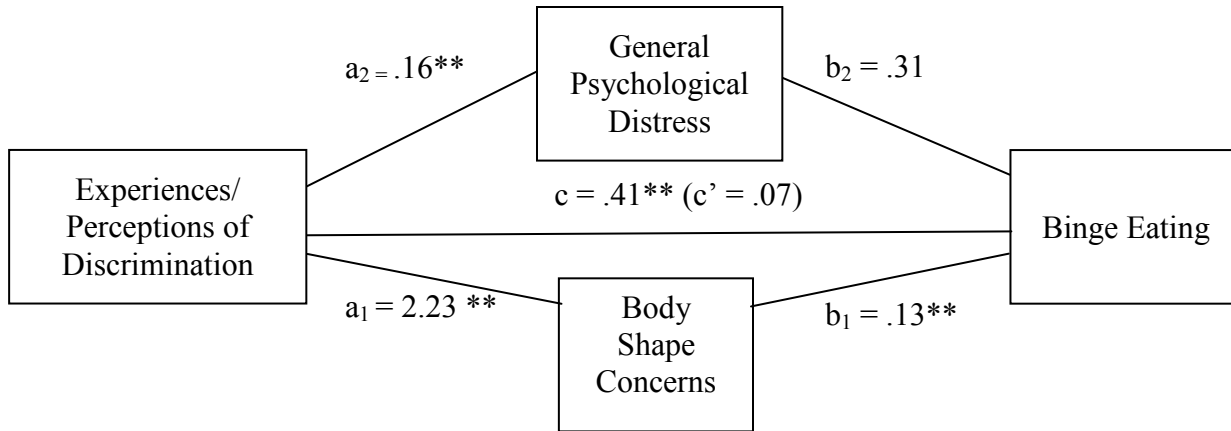 General
Psychological
Distress
a₂ = .16**
b₂ = .31
Experiences/
Perceptions of
Discrimination
c = .41** (c’ = .07)
Binge Eating
a₁ = 2.23 **
Body
Shape
Concerns
b₁ = .13**